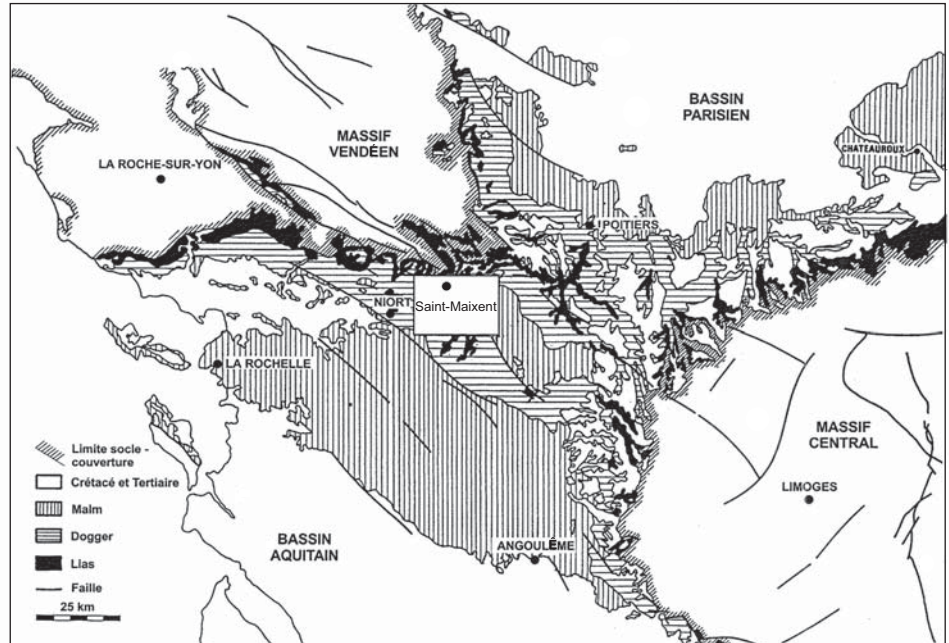 BASSIN
PARISIEN
MASSIF
VENDÉEN
CHATEAUROUX
LA ROCHE-SUR-YON
POITIERS
Saint-Maixent
NIORT
LA ROCHELLE
MASSIF
CENTRAL
LIMOGES
BASSIN
AQUITAIN
ANGOULÊME
Limite socle -
couverture
Crétacé et Tertiaire
Malm
Dogger
Lias
Faille
25 km